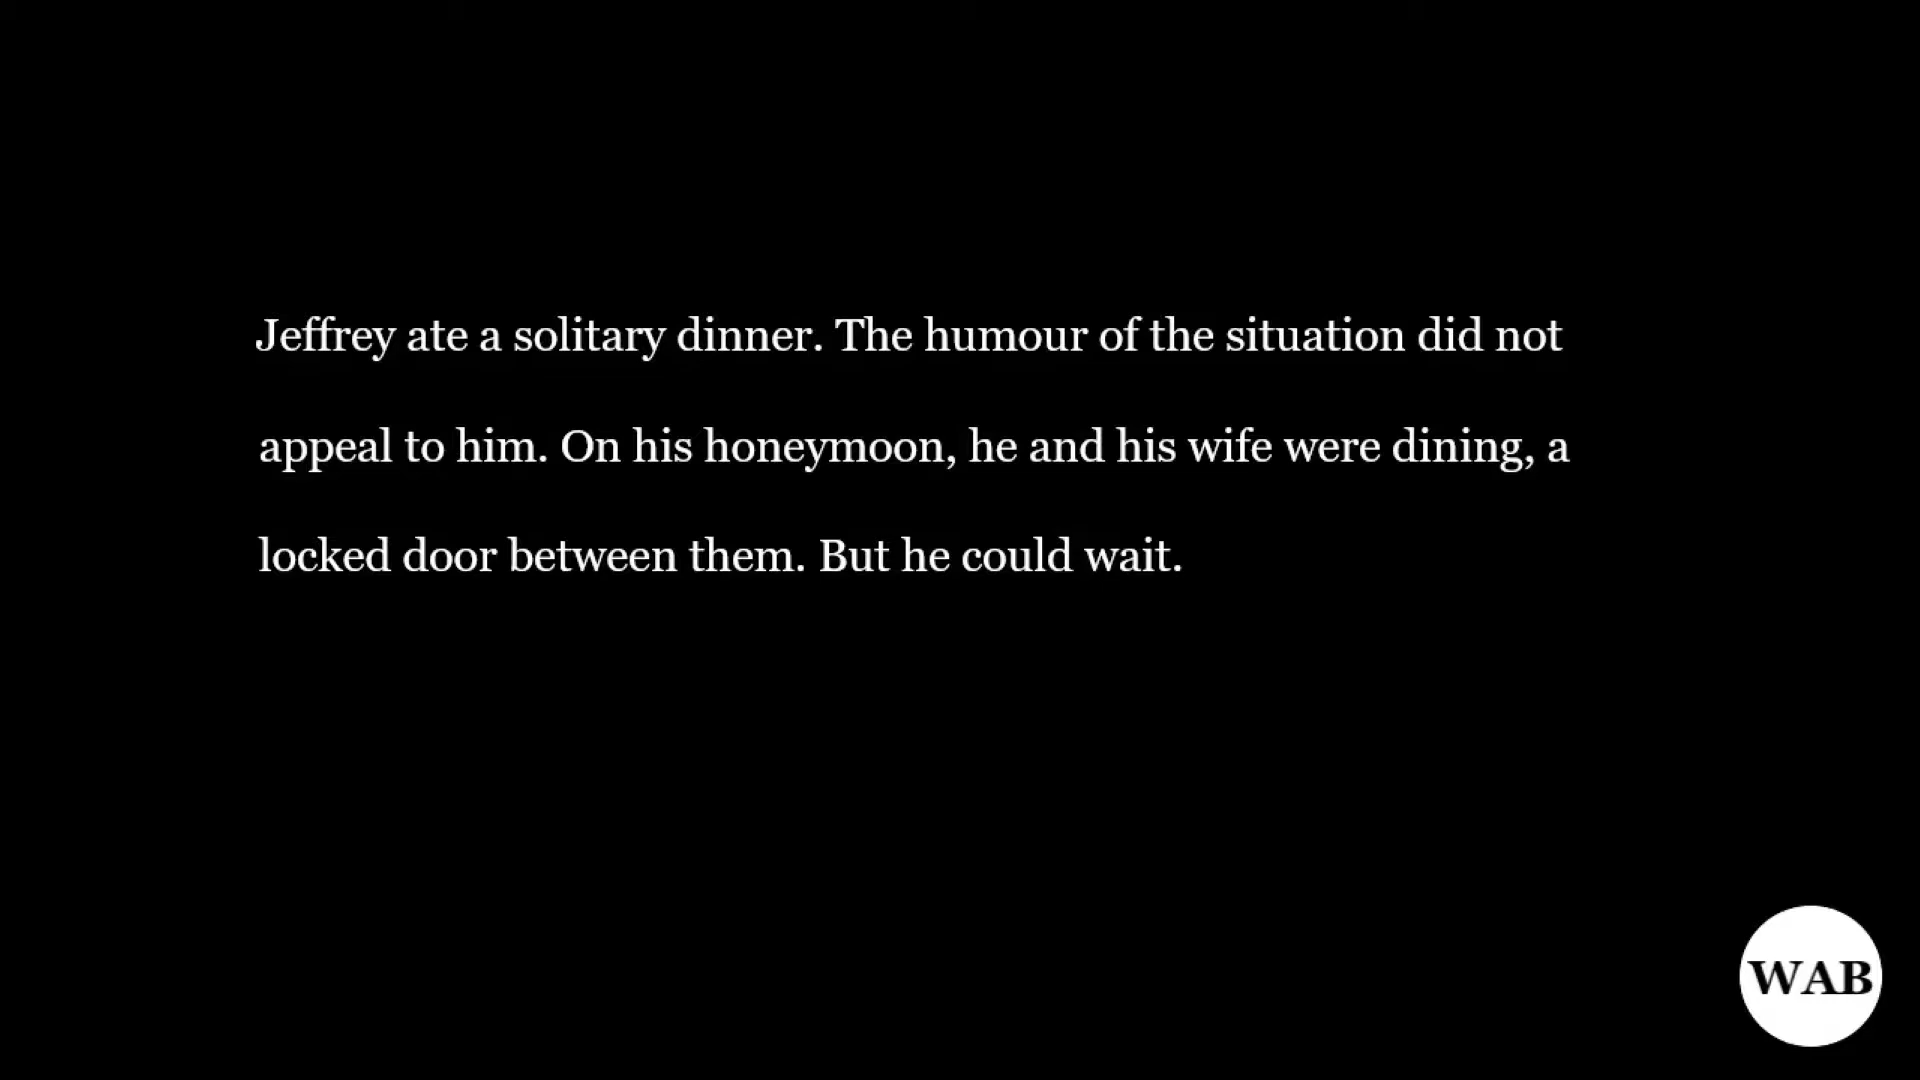 Jeffrey ate a solitary dinner. The humour of the situation did not
appeal to him. On his honeymoon, he and his wife were dining, a
locked door between them. But he could wait.
WAB